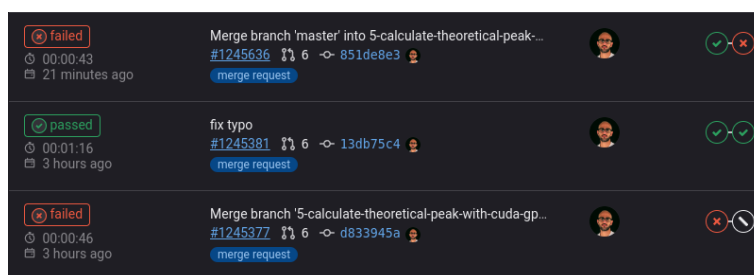 failed
Merge branch 'master' into 5-calculate-theoretical-peak-...
00:00:43
#1245636 6 851de8e3
21 minutes ago
merge request
passed
fix typo
00:01:16
#1245381 6 13db75c4
3 hours ago
merge request
failed
Merge branch '5-calculate-theoretical-peak-with-cuda-gp...
00:00:46
#1245377 6 d833945a
3 hours ago
merge request